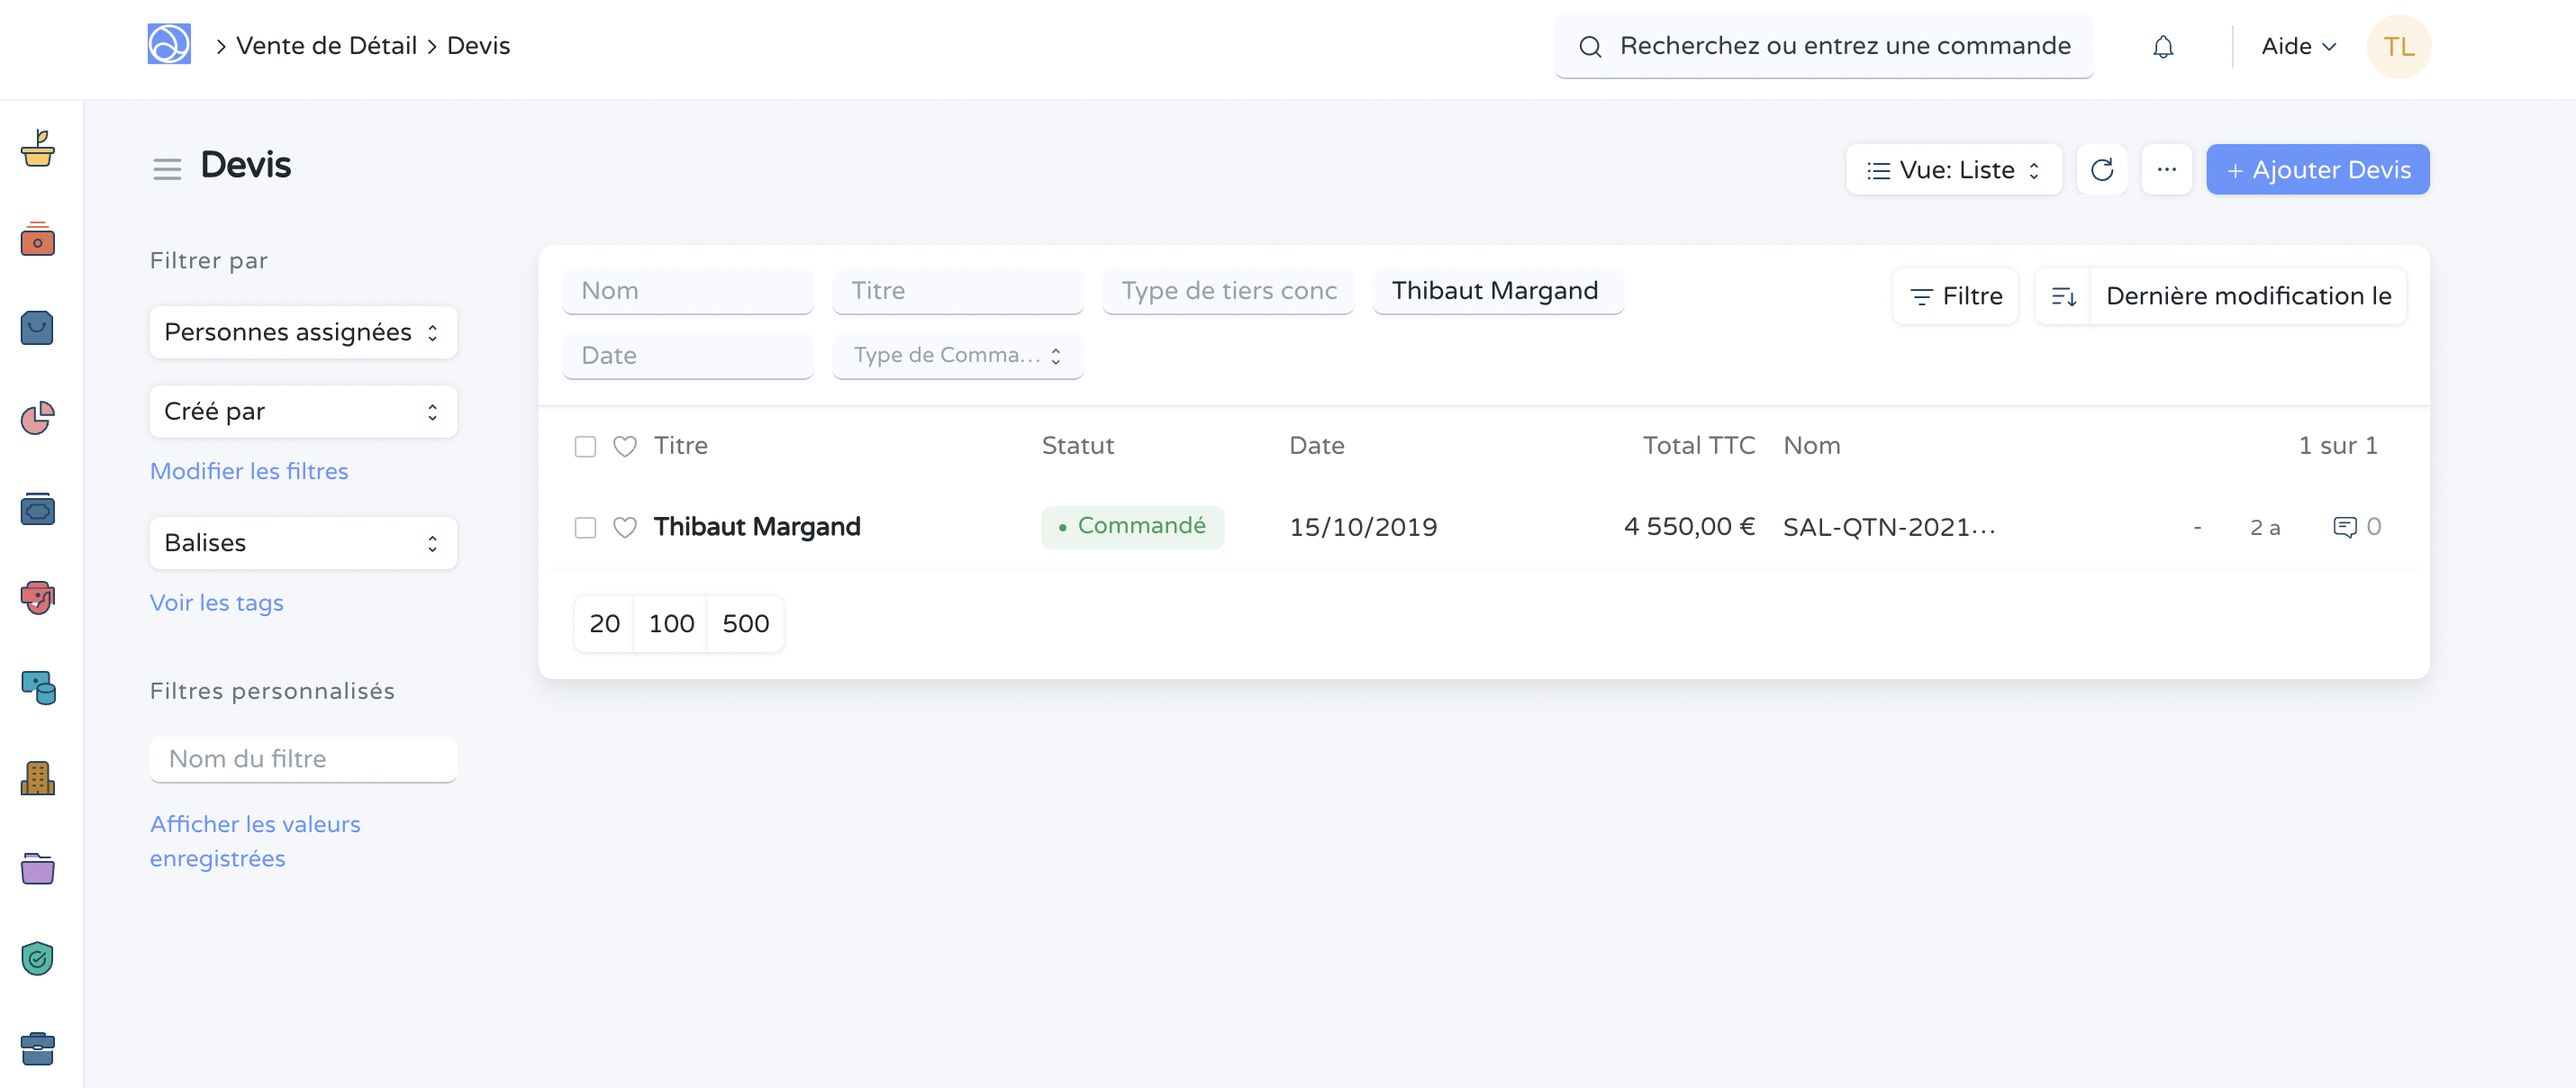 Vente de Détail
Devis
Recherchez ou entrez une commande
Aide
TL
Devis
Vue: Liste
+ Ajouter Devis
Filtrer par
Personnes assignées
Créé par
Modifier les filtres
Balises
Voir les tags
Filtres personnalisés
Nom du filtre
Afficher les valeurs
enregistrées
Nom
Titre
Type de tiers conc
Thibaut Margand
Filtre
Dernière modification le
Date
Type de Comma...
Titre
Statut
Date
Total TTC
Nom
1 sur 1
Thibaut Margand
Commandé
15/10/2019
4 550,00 €
SAL-QTN-2021...
-
2 a
0
20
100
500